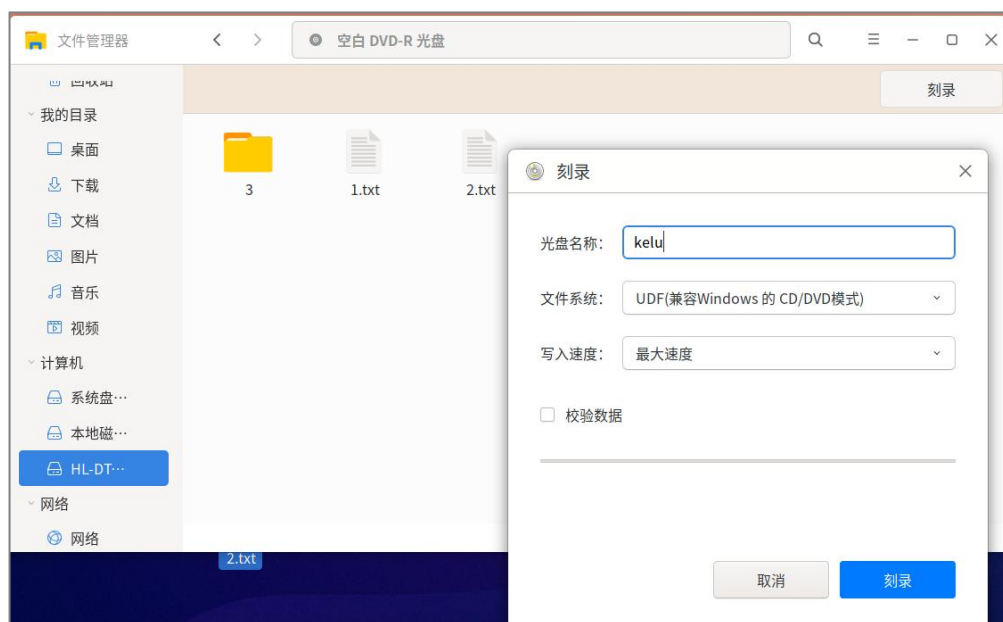 文件管理器
空白 DVD-R 光盘
回收站
刻录
我的目录
桌面
下载
文档
图片
音乐
视频
计算机
系统盘…
本地磁…
HL-DT…
网络
网络
3
1.txt
2.txt
2.txt
刻录
光盘名称：
kelu
文件系统：
UDF(兼容Windows 的 CD/DVD模式)
写入速度：
最大速度
校验数据
取消
刻录